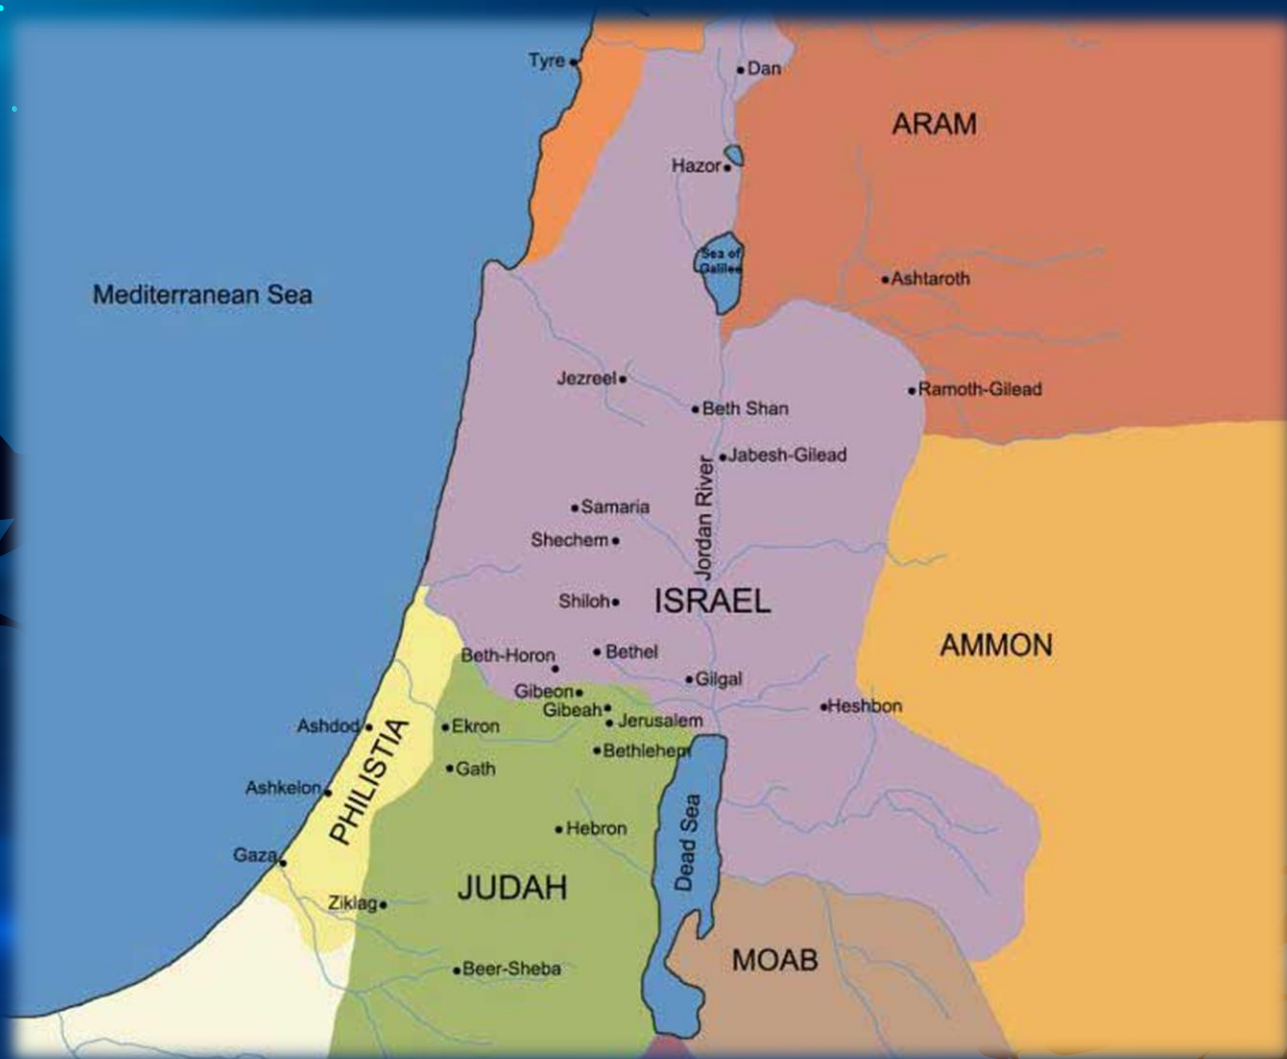 Tyre
Dan
ARAM
Hazor
Sea of
Galilee
Ashtaroth
Mediterranean Sea
Jezreel
Ramoth-Gilead
Beth Shan
Jabesh-Gilead
Jordan River
Samaria
Shechem
Shiloh
ISRAEL
AMMON
Bethel
Beth-Horon
Gilgal
Gibeon
Heshbon
Gibeah
Jerusalem
Ashdod
Ekron
PHILISTIA
Bethlehem
Gath
Ashkelon
Hebron
Dead Sea
Gaza
JUDAH
Ziklag
MOAB
Beer-Sheba